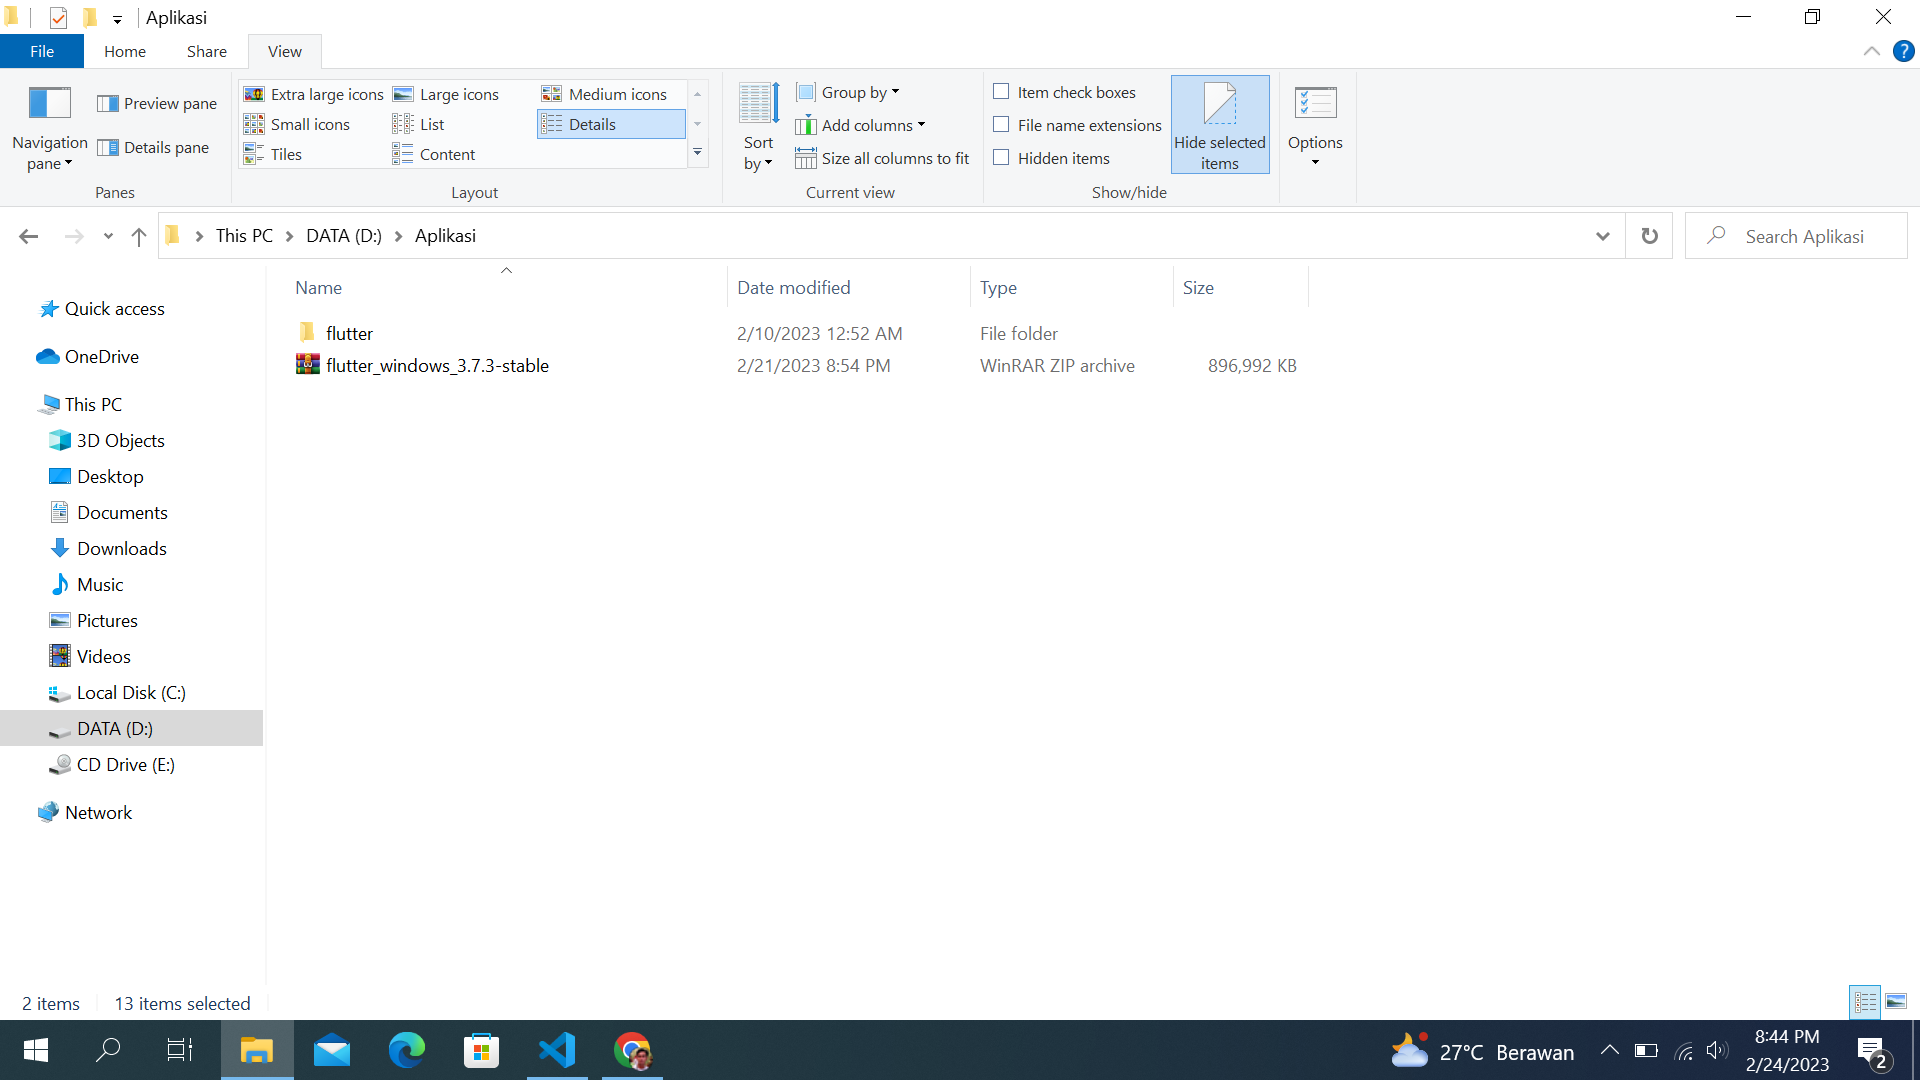 Aplikasi
File Home Share View
Navigation pane
Preview pane
Details pane
Panes
Extra large icons Large icons Medium icons
Small icons List Details
Tiles Content
Layout
Sort by
Group by
Add columns
Size all columns to fit
Current view
Item check boxes
File name extensions
Hidden items
Hide selected items
Show/hide
Options
This PC DATA (D:) Aplikasi
Search Aplikasi
Quick access
OneDrive
This PC
3D Objects
Desktop
Documents
Downloads
Music
Pictures
Videos
Local Disk (C:)
DATA (D:)
CD Drive (E:)
Network
Name Date modified Type Size
flutter 2/10/2023 12:52 AM File folder
flutter_windows_3.7.3-stable 2/21/2023 8:54 PM WinRAR ZIP archive 896,992 KB
2 items 13 items selected
27°C Berawan
8:44 PM
2/24/2023
2